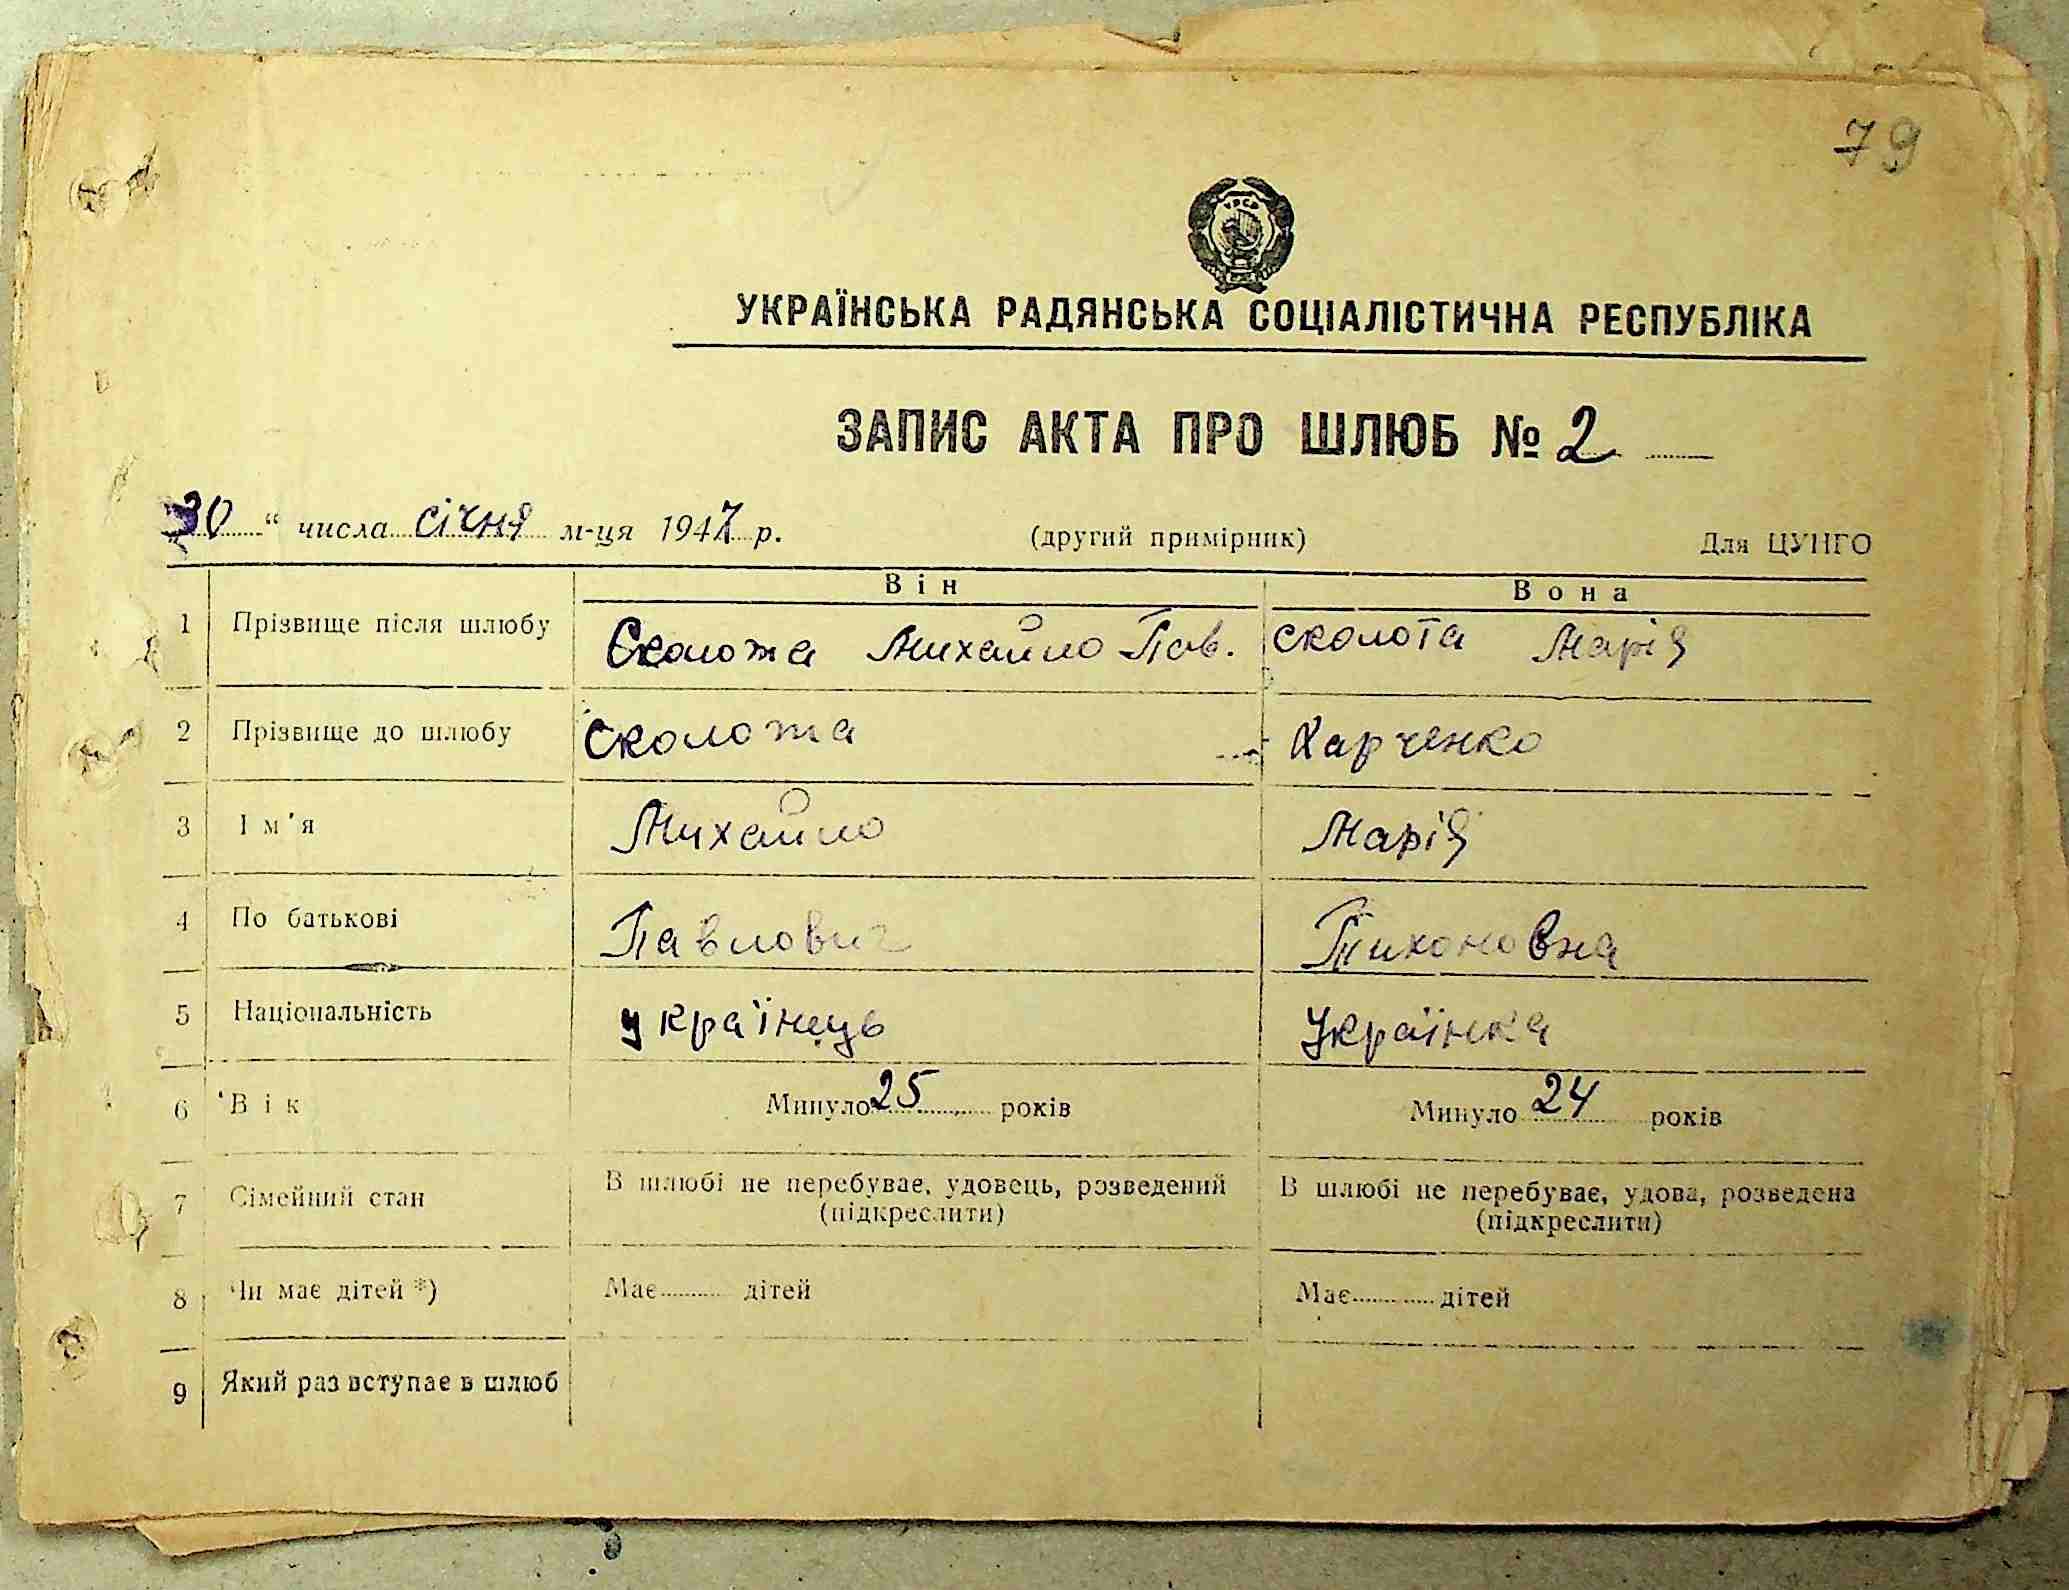 79
УРСР
УКРАЇНСЬКА РАДЯНСЬКА СОЦІАЛІСТИЧНА РЕСПУБЛІКА
ЗАПИС АКТА ПРО ШЛЮБ № 2
30 " числа січня м-ця 1947 р. (другий примірник) Для ЦУНГО
Він Вона
1 Прізвище після шлюбу Сколота Михайло Пав. Сколота Марія
2 Прізвище до шлюбу Сколота Харченко
3 Ім'я Михайло Марія
4 По батькові Павлович Тихоновна
5 Національність українець Українка
6 Вік Минуло 25 років Минуло 24 років
7 Сімейний стан В шлюбі не перебуває, удовець, розведений В шлюбі не перебуває, удова, розведена
(підкреслити) (підкреслити)
8 Чи має дітей *) Має дітей Має дітей
9 Який раз вступає в шлюб